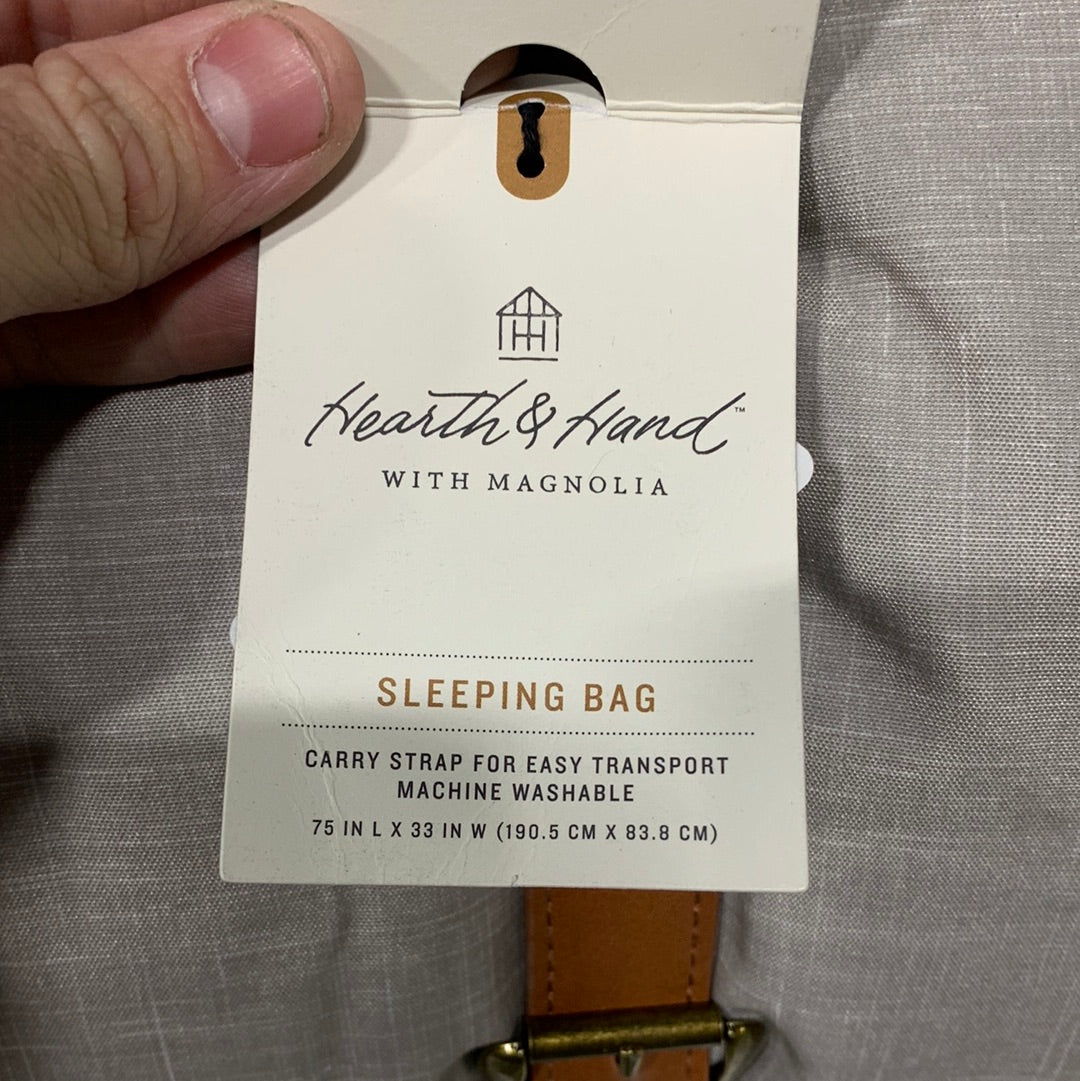 HH
Hearth & Hand™
WITH MAGNOLIA
SLEEPING BAG
CARRY STRAP FOR EASY TRANSPORT
MACHINE WASHABLE
75 IN L X 33 IN W (190.5 CM X 83.8 CM)